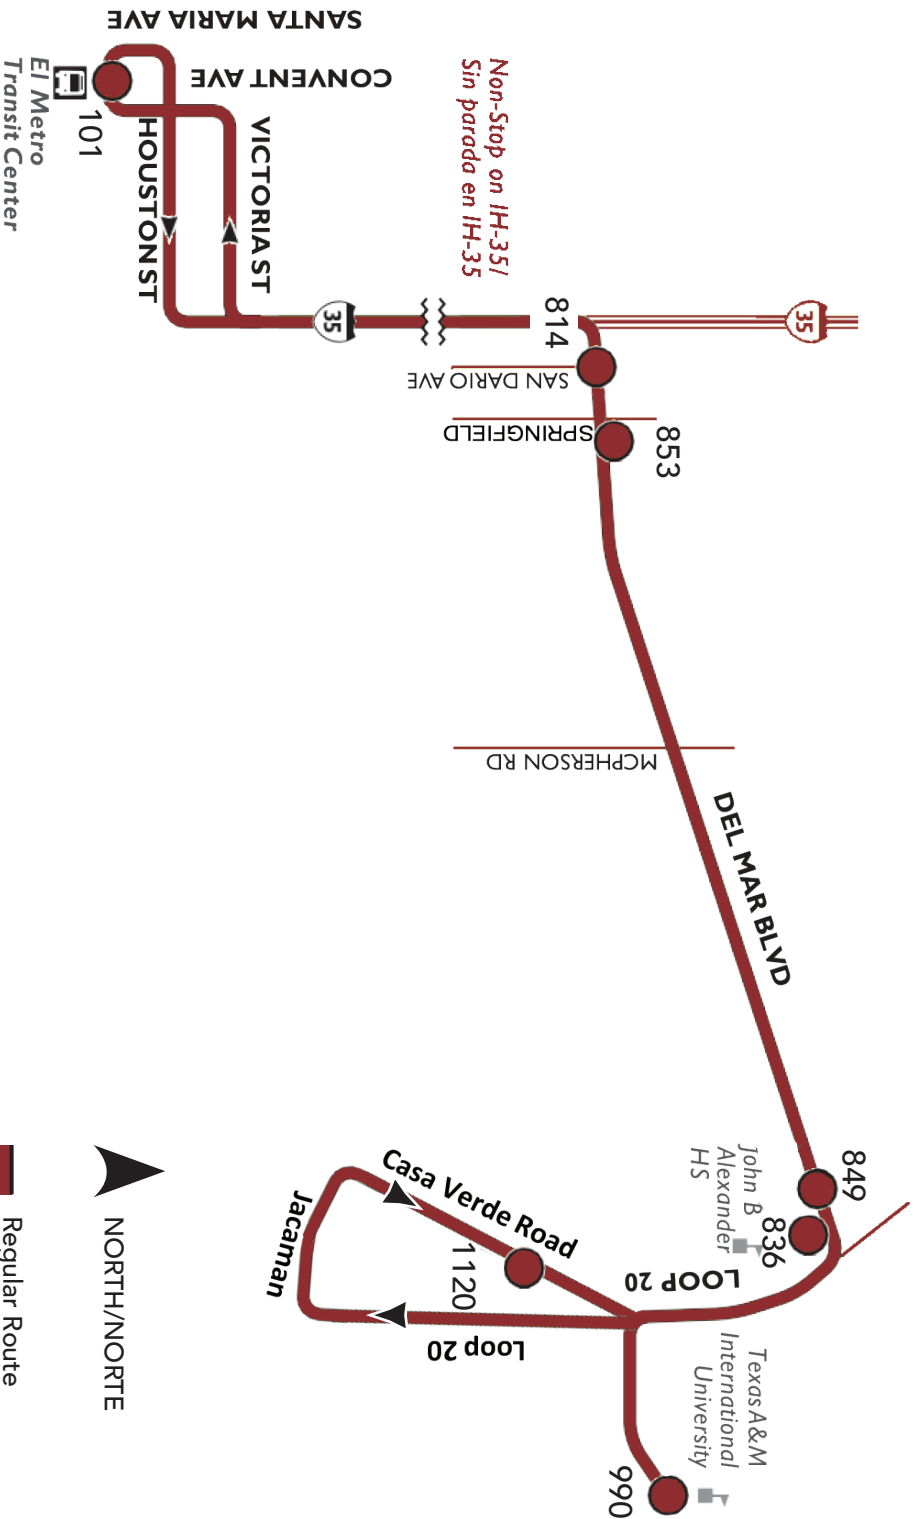 SANTA MARIA AVE
CONVENT AVE
El Metro
Transit Center
101
HOUSTON ST
VICTORIA ST
Non-Stop on IH-35/
Sin parada en IH-35
35
35
814
SAN DARIO AVE
SPRINGFIELD
853
MCPHERSON RD
DEL MAR BLVD
849
John B
Alexander
HS
836
LOOP 20
Casa Verde Road
1120
Jacaman
Loop 20
Texas A&M
International
University
990
NORTH/NORTE
Regular Route